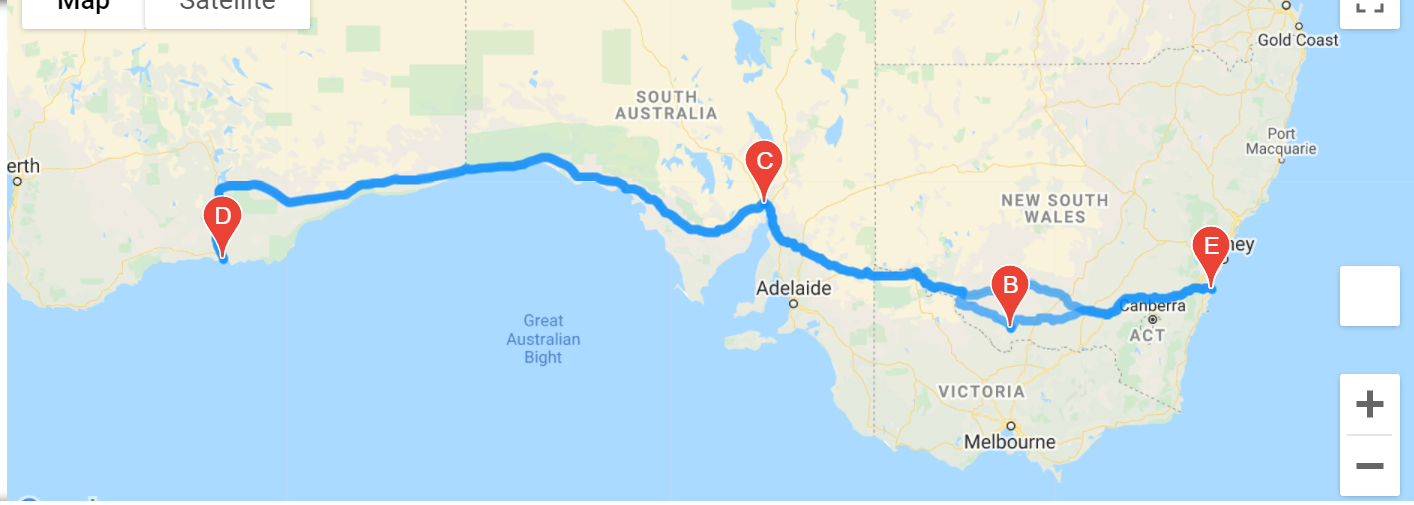 Map
Satellite
Gold Coast
SOUTH
AUSTRALIA
Port
Macquarie
C
erth
NEW SOUTH
WALES
D
E
ney
B
Adelaide
Canberra
ACT
Great
Australian
Bight
VICTORIA
Melbourne
+
−